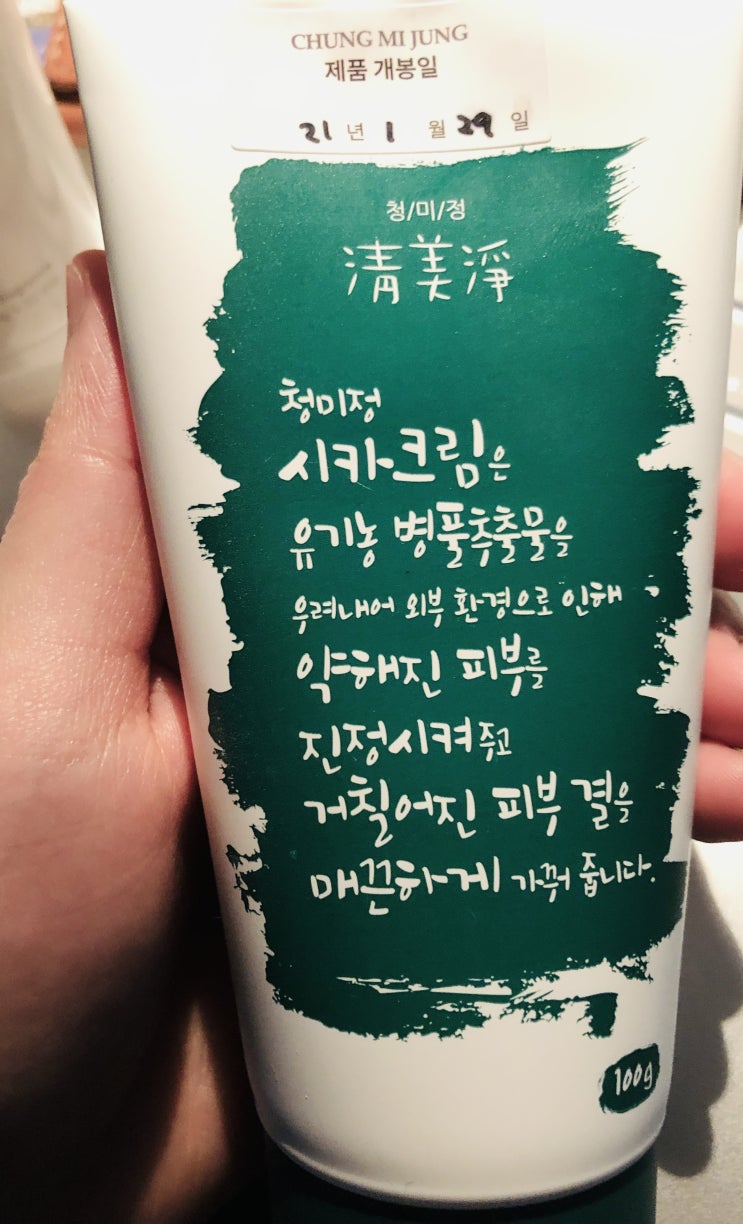 CHUNG MI JUNG
제품 개봉일
21 년 1 월 29 일
청/미/정
清美淨
청미정
시카크림은
유기농 병풀추출물을
우려내어 외부 환경으로 인해
약해진 피부를
진정시켜주고
거칠어진 피부 결을
매끈하게 가꿔 줍니다.
100g